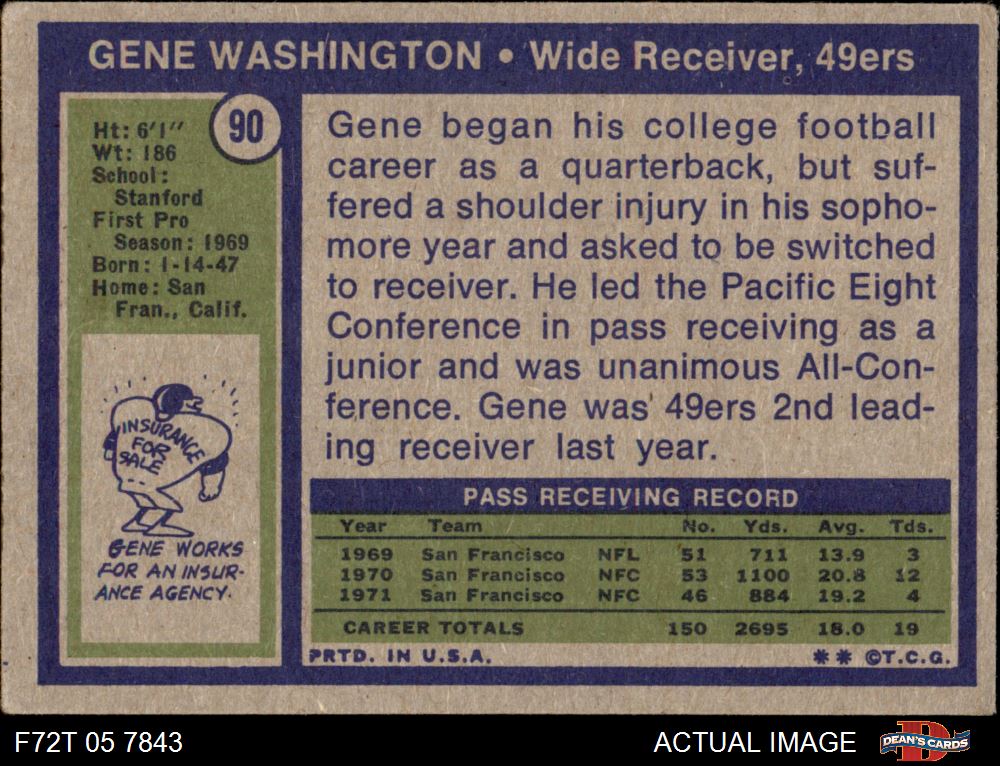 GENE WASHINGTON • Wide Receiver, 49ers
90
Ht: 6'1"
Wt: 186
School:
Stanford
First Pro
Season: 1969
Born: 1-14-47
Home: San
Fran., Calif.
INSURANCE
FOR
SALE
GENE WORKS
FOR AN INSUR-
ANCE AGENCY.
Gene began his college football
career as a quarterback, but suf-
fered a shoulder injury in his sopho-
more year and asked to be switched
to receiver. He led the Pacific Eight
Conference in pass receiving as a
junior and was unanimous All-Con-
ference. Gene was 49ers 2nd lead-
ing receiver last year.
PASS RECEIVING RECORD
Year Team No. Yds. Avg. Tds.
1969 San Francisco NFL 51 711 13.9 3
1970 San Francisco NFC 53 1100 20.8 12
1971 San Francisco NFC 46 884 19.2 4
CAREER TOTALS 150 2695 18.0 19
PRTD. IN U.S.A. ** ©T.C.G.
F72T 05 7843 ACTUAL IMAGE DEAN'S CARDS